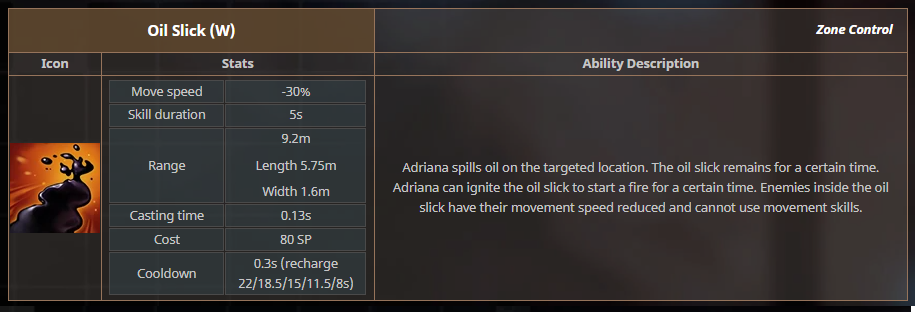 Oil Slick (W)
Zone Control
Icon
Stats
Ability Description
Move speed
-30%
Skill duration
5s
Range
9.2m
Length 5.75m
Width 1.6m
Casting time
0.13s
Cost
80 SP
Cooldown
0.3s (recharge
22/18.5/15/11.5/8s)
Adriana spills oil on the targeted location. The oil slick remains for a certain time.
Adriana can ignite the oil slick to start a fire for a certain time. Enemies inside the oil
slick have their movement speed reduced and cannot use movement skills.